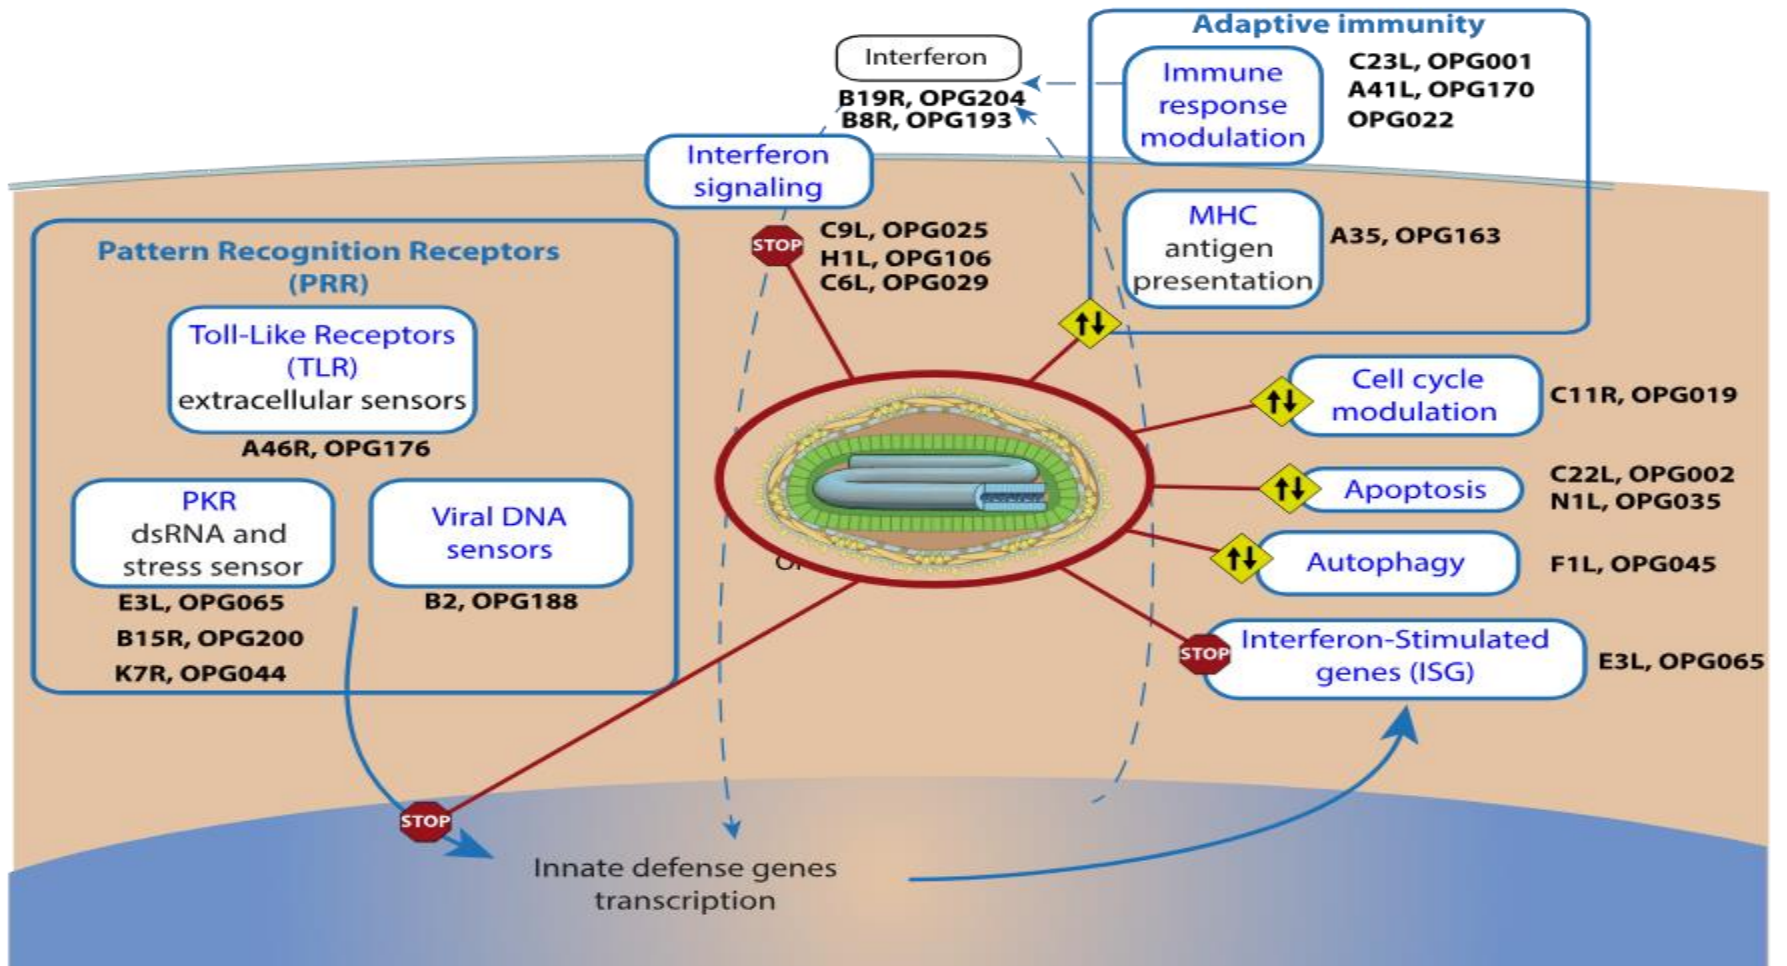 Adaptive immunity
Interferon
B19R, OPG204
B8R, OPG193
Immune
response
modulation
C23L, OPG001
A41L, OPG170
OPG022
Interferon
signaling
MHC
antigen
presentation
A35, OPG163
STOP
C9L, OPG025
H1L, OPG106
C6L, OPG029
Pattern Recognition Receptors
(PRR)
Toll-Like Receptors
(TLR)
extracellular sensors
A46R, OPG176
PKR
dsRNA and
stress sensor
E3L, OPG065
B15R, OPG200
K7R, OPG044
Viral DNA
sensors
B2, OPG188
Cell cycle
modulation
C11R, OPG019
Apoptosis
C22L, OPG002
N1L, OPG035
Autophagy
F1L, OPG045
STOP
Interferon-Stimulated
genes (ISG)
E3L, OPG065
STOP
Innate defense genes
transcription